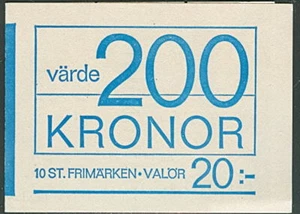 värde 200
KRONOR
10 ST. FRIMÄRKEN • VALÖR 20:-